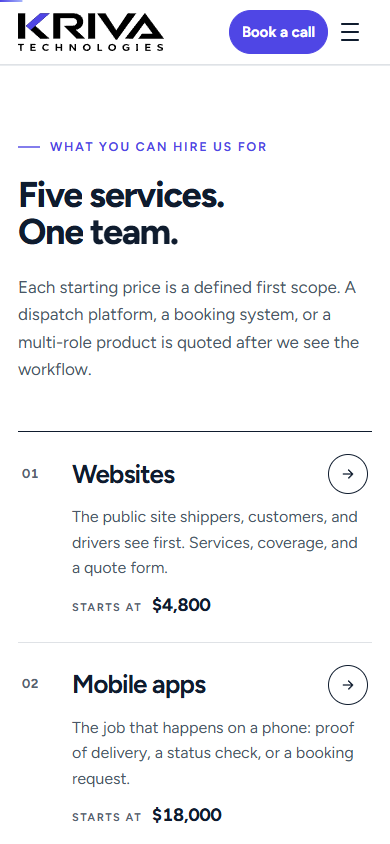 KRIVA
TECHNOLOGIES
Book a call
WHAT YOU CAN HIRE US FOR
Five services.
One team.
Each starting price is a defined first scope. A
dispatch platform, a booking system, or a
multi-role product is quoted after we see the
workflow.
01
Websites
The public site shippers, customers, and
drivers see first. Services, coverage, and
a quote form.
STARTS AT $4,800
02
Mobile apps
The job that happens on a phone: proof
of delivery, a status check, or a booking
request.
STARTS AT $18,000